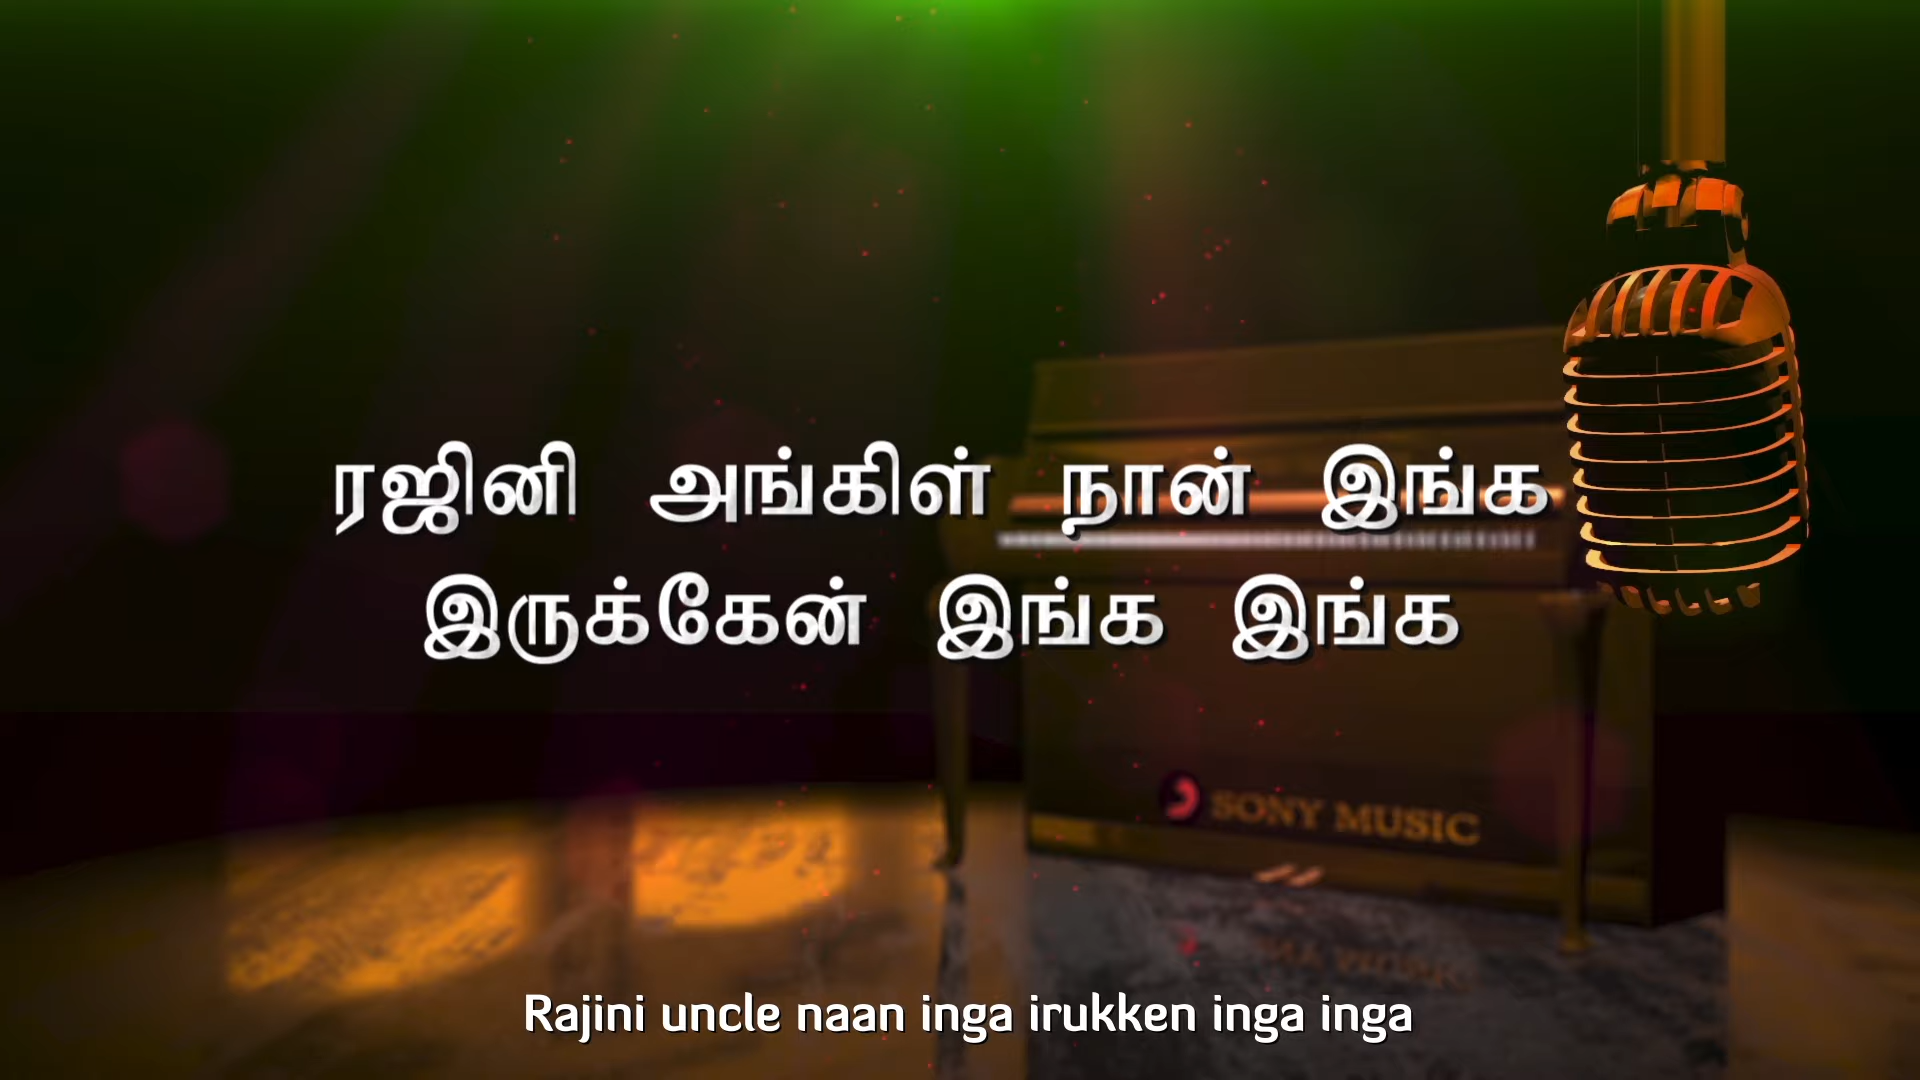 ரஜினி அங்கிள் நான் இங்க
இருக்கேன் இங்க இங்க
SONY MUSIC
Rajini uncle naan inga irukken inga inga